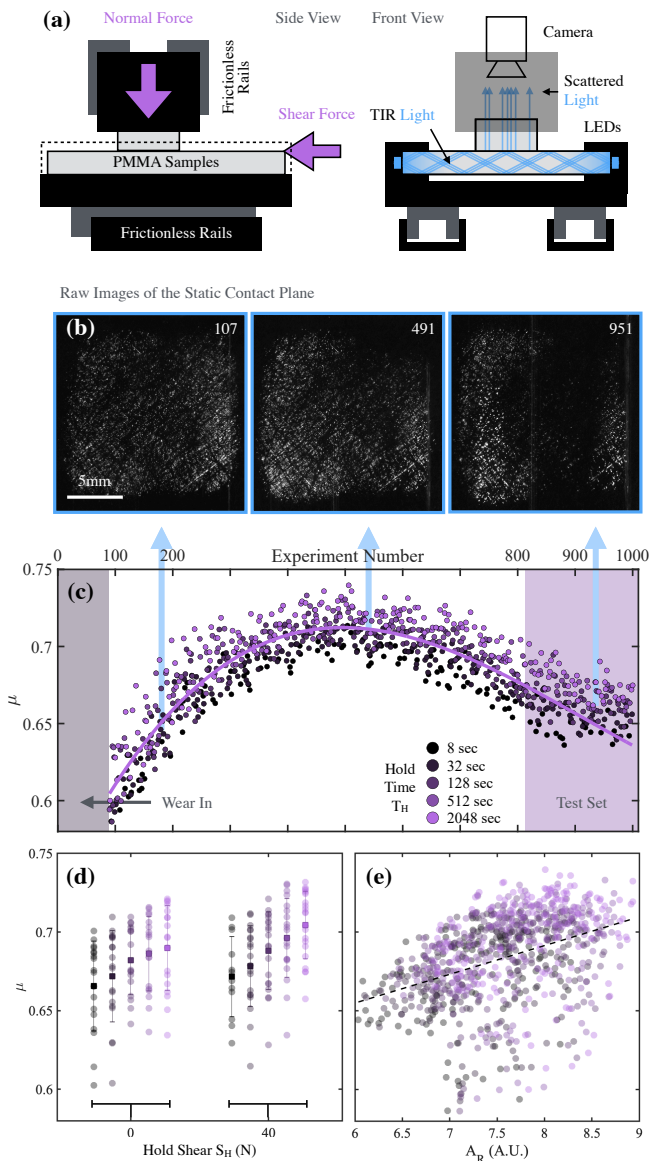 (a)
Normal Force
Side View
Front View
Frictionless
Rails
Camera
Scattered
Light
Shear Force
TIR Light
LEDs
PMMA Samples
Frictionless Rails
Raw Images of the Static Contact Plane
(b)
107
491
951
5mm
0 100 200 Experiment Number 800 900 1000
0.75
(c)
0.7
μ
0.65
0.6
Wear In
Hold
Time
T_H
8 sec
32 sec
128 sec
512 sec
2048 sec
Test Set
0.75
(d)
(e)
0.7
μ
0.65
0.6
0 40
Hold Shear S_H (N)
6 6.5 7 7.5 8 8.5 9
A_R (A.U.)